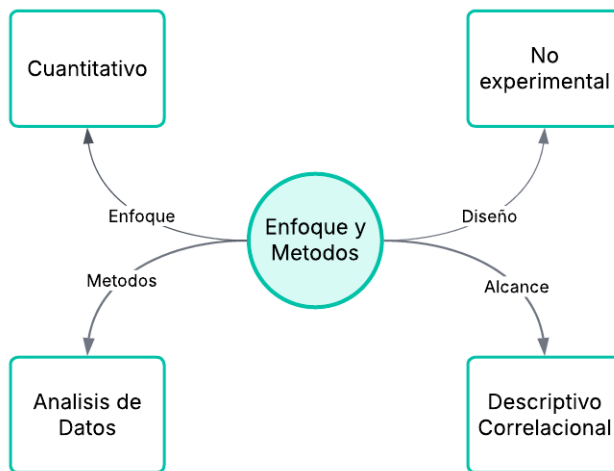 Cuantitativo
No
experimental
Enfoque
Diseño
Enfoque y
Metodos
Metodos
Alcance
Analisis de
Datos
Descriptivo
Correlacional